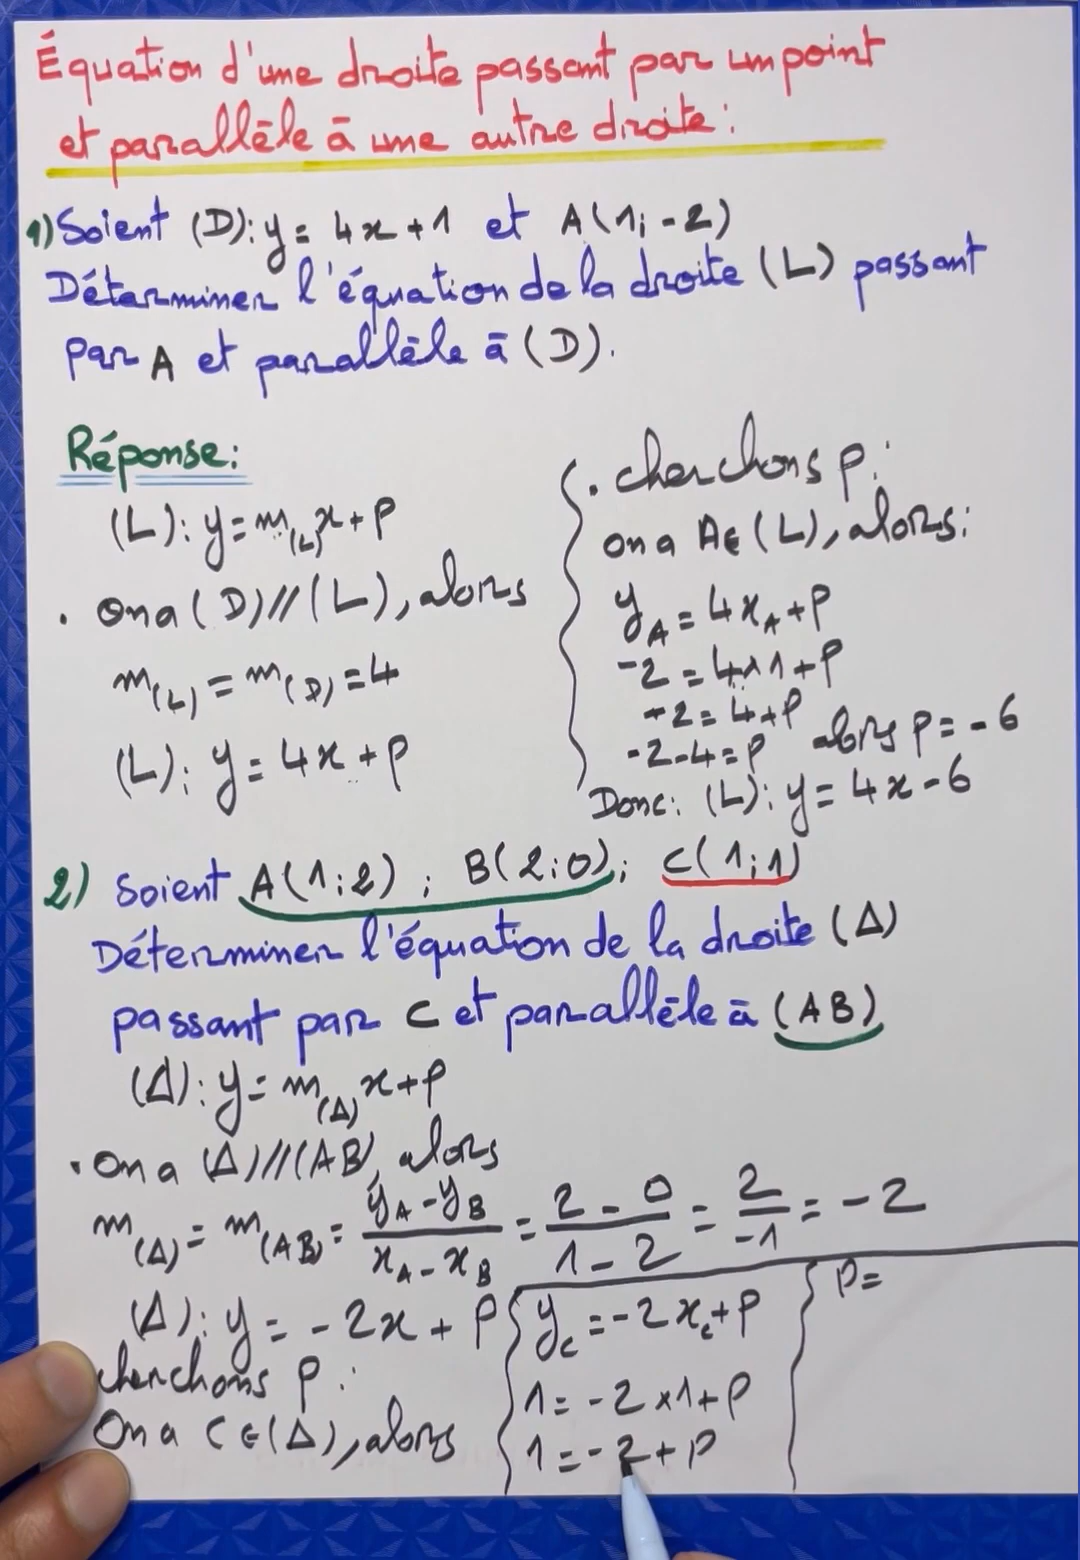 Équation d'une droite passant par un point
et parallèle à une autre droite :
1) Soient (D): y = 4x + 1 et A(1; -2)
Déterminer l'équation de la droite (L) passant
par A et parallèle à (D).
Réponse:
(L): y = m(L) x + p
. On a (D) // (L), alors
m(L) = m(D) = 4
(L): y = 4x + p
. cherchons p :
on a A ∈ (L), alors :
yA = 4xA + p
-2 = 4×1 + p
-2 = 4 + p
-2-4 = p alors p = -6
Donc: (L): y = 4x - 6
2) Soient A(1;2) ; B(2;0) ; C(1;1)
Déterminer l'équation de la droite (Δ)
passant par C et parallèle à (AB)
(Δ): y = m(Δ) x + p
. On a (Δ) // (AB), alors
m(Δ) = m(AB) = (yA - yB)/(xA - xB) = (2 - 0)/(1 - 2) = 2/-1 = -2
(Δ): y = -2x + p
cherchons p :
On a C ∈ (Δ), alors
yc = -2xc + p
1 = -2×1 + p
1 = -2 + p
p =